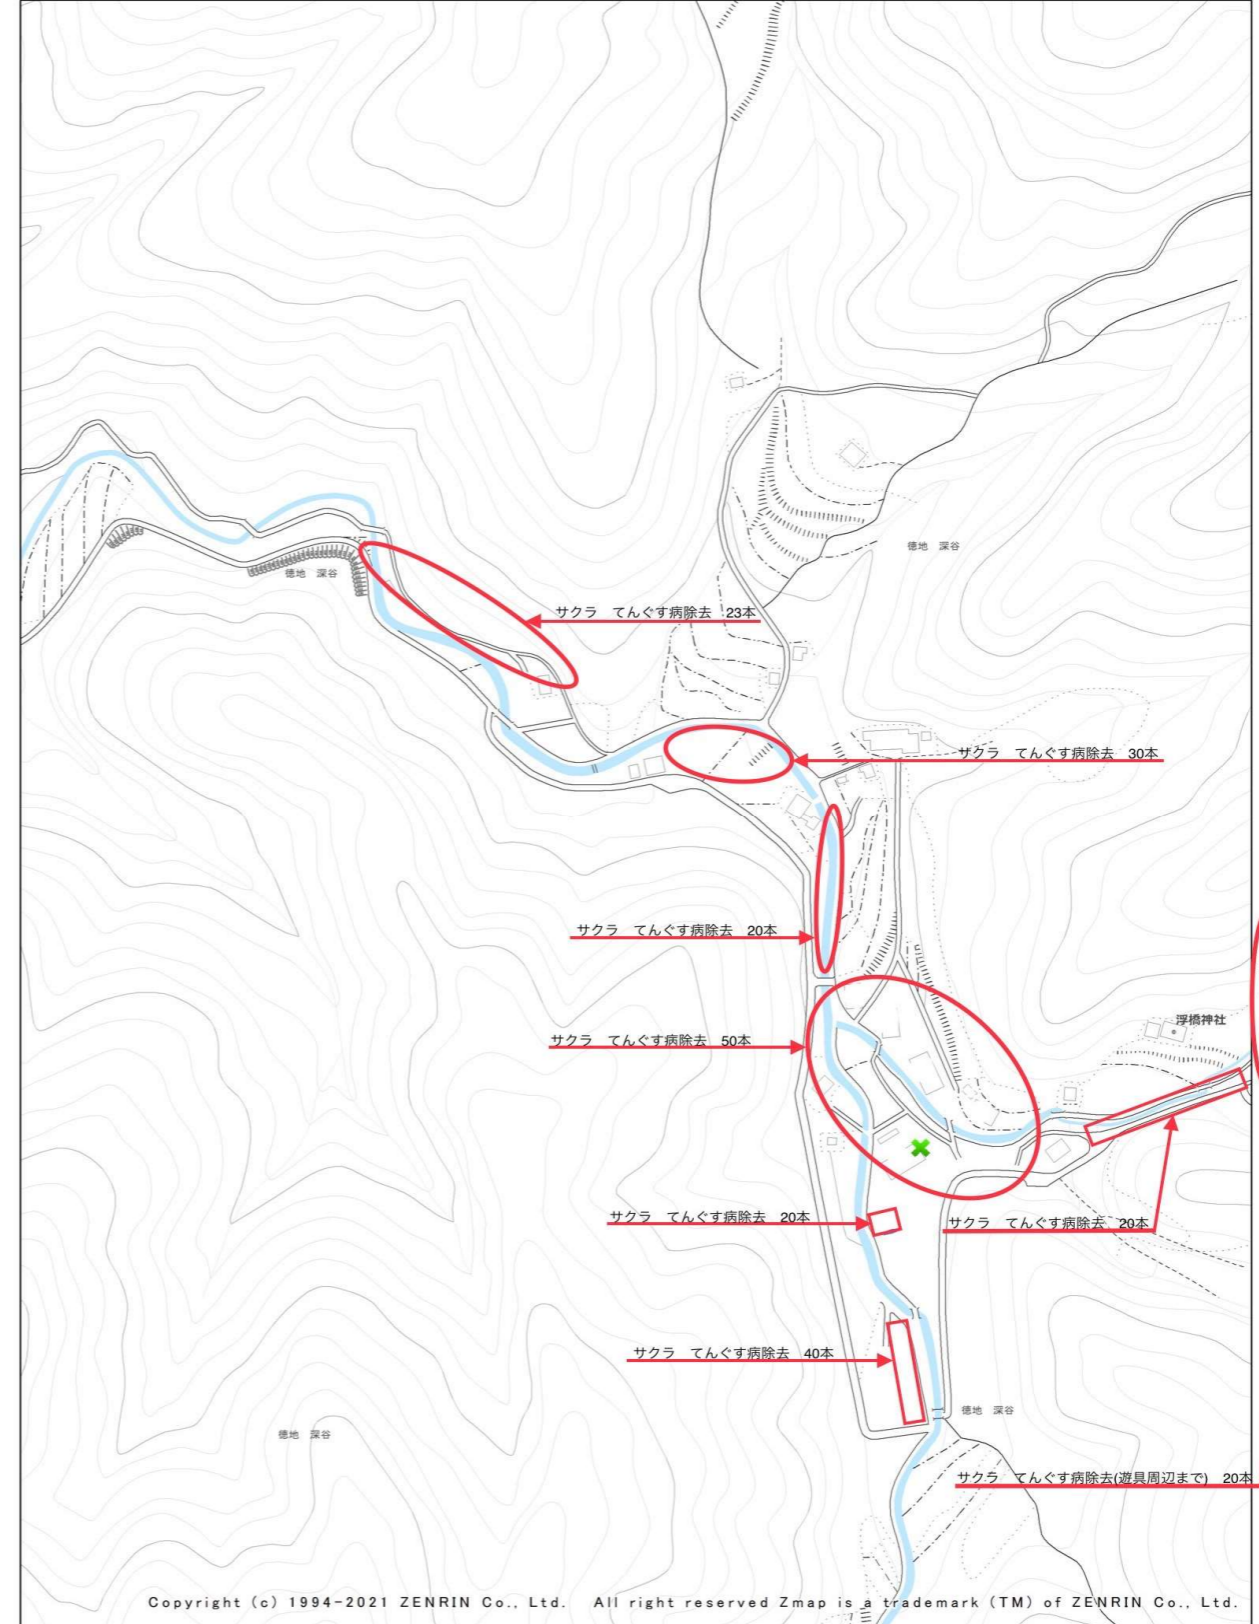 徳地 深谷
徳地 深谷
サクラ てんぐす病除去 23本
サクラ てんぐす病除去 30本
サクラ てんぐす病除去 20本
浮橋神社
サクラ てんぐす病除去 50本
サクラ てんぐす病除去 20本
サクラ てんぐす病除去 20本
サクラ てんぐす病除去 40本
徳地 深谷
徳地 深谷
サクラ てんぐす病除去(遊具周辺まで) 20本
Copyright (c) 1994-2021 ZENRIN Co., Ltd. All right reserved Zmap is a trademark (TM) of ZENRIN Co., Ltd.